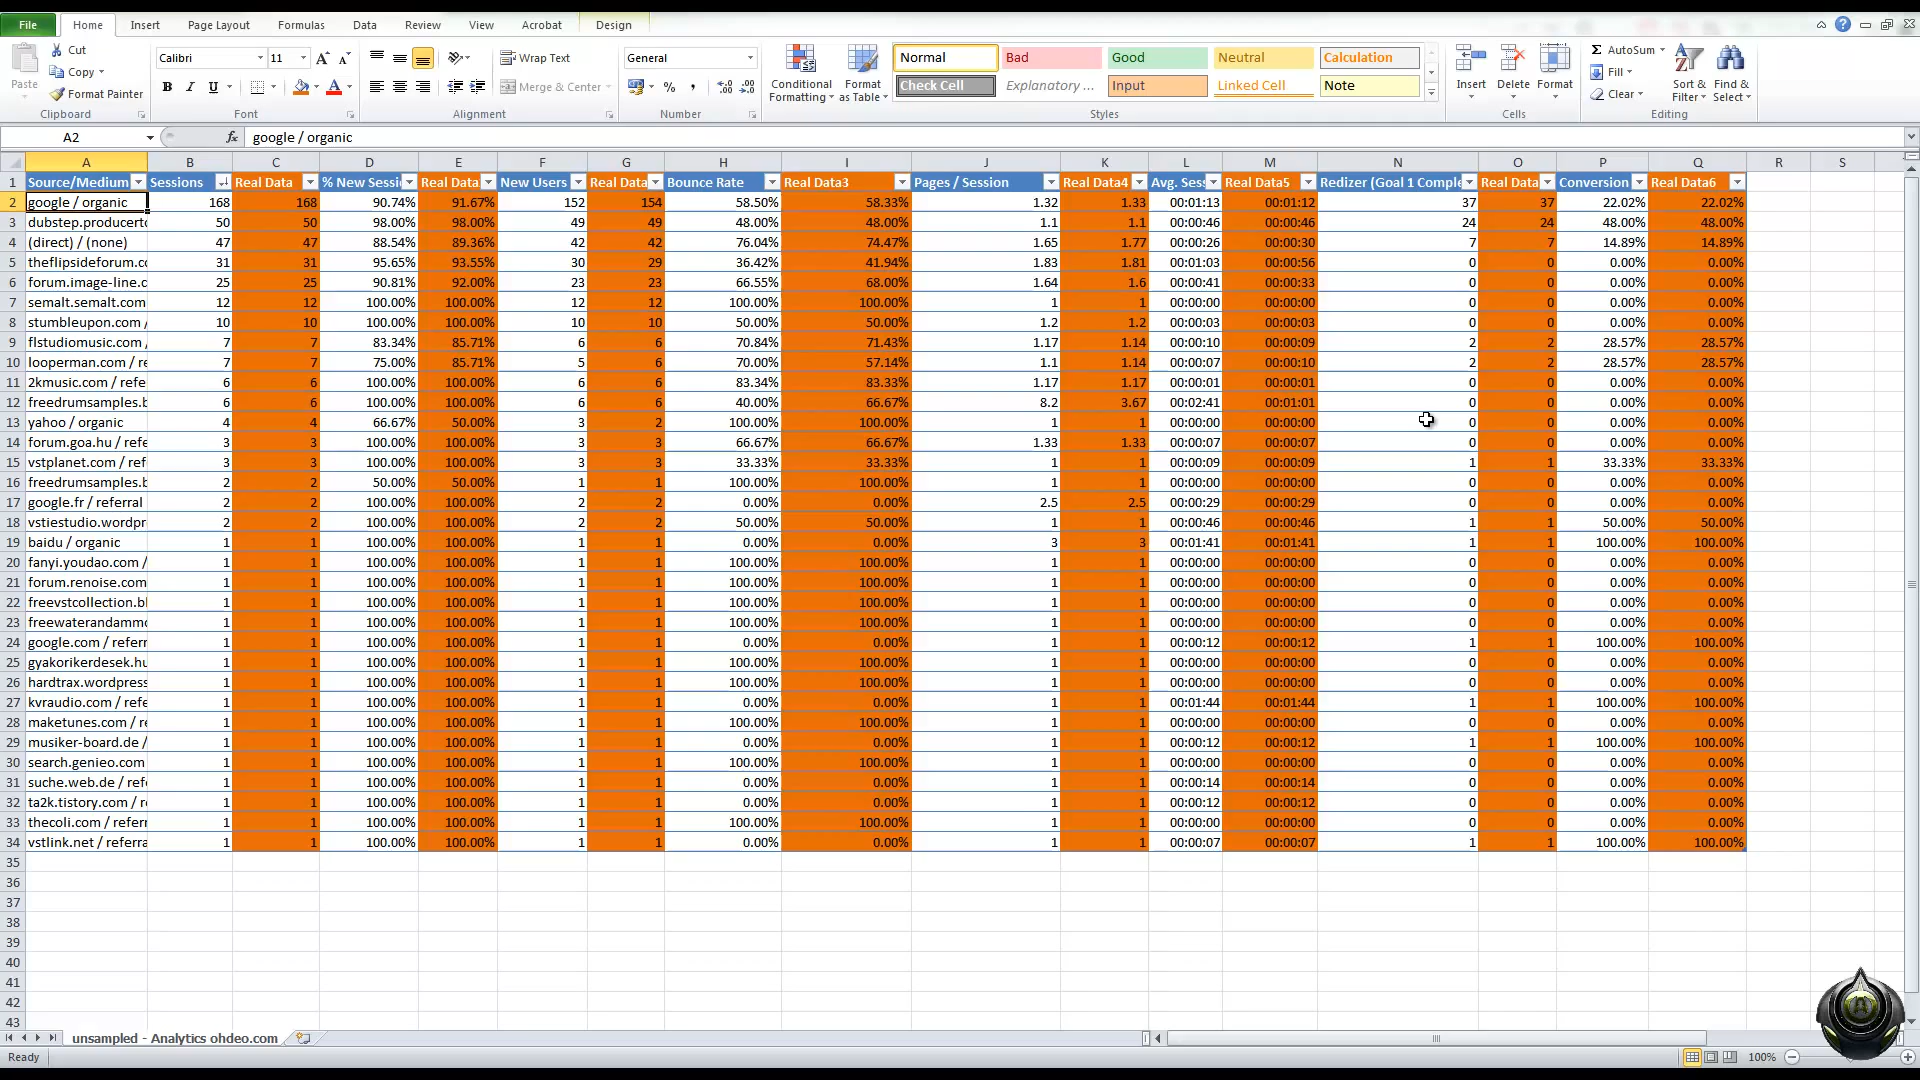 File Home Insert Page Layout Formulas Data Review View Acrobat Design
Cut Calibri 11 Wrap Text General Normal Bad Good Neutral Calculation AutoSum
Paste Copy Format Painter B I U Merge & Center Conditional Formatting Format as Table Check Cell Explanatory ... Input Linked Cell Note Insert Delete Format Fill Clear Sort & Filter Find & Select
Clipboard Font Alignment Number Styles Cells Editing
A2 fx google / organic
A B C D E F G H I J K L M N O P Q R S
1 Source/Medium Sessions Real Data % New Sessi Real Data New Users Real Data Bounce Rate Real Data3 Pages / Session Real Data4 Avg. Ses Real Data5 Redizer (Goal 1 Comple Real Data Conversion Real Data6
2 google / organic 168 168 90.74% 91.67% 152 154 58.50% 58.33% 1.32 1.33 00:01:13 00:01:12 37 37 22.02% 22.02%
3 dubstep.producerto 50 50 98.00% 98.00% 49 49 48.00% 48.00% 1.1 1.1 00:00:46 00:00:46 24 24 48.00% 48.00%
4 (direct) / (none) 47 47 88.54% 89.36% 42 42 76.04% 74.47% 1.65 1.77 00:00:26 00:00:30 7 7 14.89% 14.89%
5 theflipsideforum.co 31 31 95.65% 93.55% 30 29 36.42% 41.94% 1.83 1.81 00:01:03 00:00:56 0 0 0.00% 0.00%
6 forum.image-line.c 25 25 90.81% 92.00% 23 23 66.55% 68.00% 1.64 1.6 00:00:41 00:00:33 0 0 0.00% 0.00%
7 semalt.semalt.com 12 12 100.00% 100.00% 12 12 100.00% 100.00% 1 1 00:00:00 00:00:00 0 0 0.00% 0.00%
8 stumbleupon.com / 10 10 100.00% 100.00% 10 10 50.00% 50.00% 1.2 1.2 00:00:03 00:00:03 0 0 0.00% 0.00%
9 flstudiomusic.com / 7 7 83.34% 85.71% 6 6 70.84% 71.43% 1.17 1.14 00:00:10 00:00:09 2 2 28.57% 28.57%
10 looperman.com / re 7 7 75.00% 85.71% 5 6 70.00% 57.14% 1.1 1.14 00:00:07 00:00:10 2 2 28.57% 28.57%
11 2kmusic.com / refe 6 6 100.00% 100.00% 6 6 83.34% 83.33% 1.17 1.17 00:00:01 00:00:01 0 0 0.00% 0.00%
12 freedrumsamples.b 6 6 100.00% 100.00% 6 6 40.00% 66.67% 8.2 3.67 00:02:41 00:01:01 0 0 0.00% 0.00%
13 yahoo / organic 4 4 66.67% 50.00% 3 2 100.00% 100.00% 1 1 00:00:00 00:00:00 0 0 0.00% 0.00%
14 forum.goa.hu / refe 3 3 100.00% 100.00% 3 3 66.67% 66.67% 1.33 1.33 00:00:07 00:00:07 0 0 0.00% 0.00%
15 vstplanet.com / ref 3 3 100.00% 100.00% 3 3 33.33% 33.33% 1 1 00:00:09 00:00:09 1 1 33.33% 33.33%
16 freedrumsamples.b 2 2 50.00% 50.00% 1 1 100.00% 100.00% 1 1 00:00:00 00:00:00 0 0 0.00% 0.00%
17 google.fr / referral 2 2 100.00% 100.00% 2 2 0.00% 0.00% 2.5 2.5 00:00:29 00:00:29 0 0 0.00% 0.00%
18 vstiestudio.wordpr 2 2 100.00% 100.00% 2 2 50.00% 50.00% 1 1 00:00:46 00:00:46 1 1 50.00% 50.00%
19 baidu / organic 1 1 100.00% 100.00% 1 1 0.00% 0.00% 3 3 00:01:41 00:01:41 1 1 100.00% 100.00%
20 fanyi.youdao.com / 1 1 100.00% 100.00% 1 1 100.00% 100.00% 1 1 00:00:00 00:00:00 0 0 0.00% 0.00%
21 forum.renoise.com 1 1 100.00% 100.00% 1 1 100.00% 100.00% 1 1 00:00:00 00:00:00 0 0 0.00% 0.00%
22 freevstcollection.bl 1 1 100.00% 100.00% 1 1 100.00% 100.00% 1 1 00:00:00 00:00:00 0 0 0.00% 0.00%
23 freewaterandammo 1 1 100.00% 100.00% 1 1 100.00% 100.00% 1 1 00:00:00 00:00:00 0 0 0.00% 0.00%
24 google.com / referr 1 1 100.00% 100.00% 1 1 0.00% 0.00% 1 1 00:00:12 00:00:12 1 1 100.00% 100.00%
25 gyakorikerdesek.hu 1 1 100.00% 100.00% 1 1 100.00% 100.00% 1 1 00:00:00 00:00:00 0 0 0.00% 0.00%
26 hardtrax.wordpress 1 1 100.00% 100.00% 1 1 100.00% 100.00% 1 1 00:00:00 00:00:00 0 0 0.00% 0.00%
27 kvraudio.com / refer 1 1 100.00% 100.00% 1 1 0.00% 0.00% 1 1 00:01:44 00:01:44 1 1 100.00% 100.00%
28 maketunes.com / re 1 1 100.00% 100.00% 1 1 100.00% 100.00% 1 1 00:00:00 00:00:00 0 0 0.00% 0.00%
29 musiker-board.de / 1 1 100.00% 100.00% 1 1 0.00% 0.00% 1 1 00:00:12 00:00:12 1 1 100.00% 100.00%
30 search.genieo.com 1 1 100.00% 100.00% 1 1 100.00% 100.00% 1 1 00:00:00 00:00:00 0 0 0.00% 0.00%
31 suche.web.de / refe 1 1 100.00% 100.00% 1 1 0.00% 0.00% 1 1 00:00:14 00:00:14 0 0 0.00% 0.00%
32 ta2k.tistory.com / re 1 1 100.00% 100.00% 1 1 0.00% 0.00% 1 1 00:00:12 00:00:12 0 0 0.00% 0.00%
33 thecoli.com / referr 1 1 100.00% 100.00% 1 1 100.00% 100.00% 1 1 00:00:00 00:00:00 0 0 0.00% 0.00%
34 vstlink.net / referra 1 1 100.00% 100.00% 1 1 0.00% 0.00% 1 1 00:00:07 00:00:07 1 1 100.00% 100.00%
35
36
37
38
39
40
41
42
43
unsampled - Analytics ohdeo.com
Ready 100%